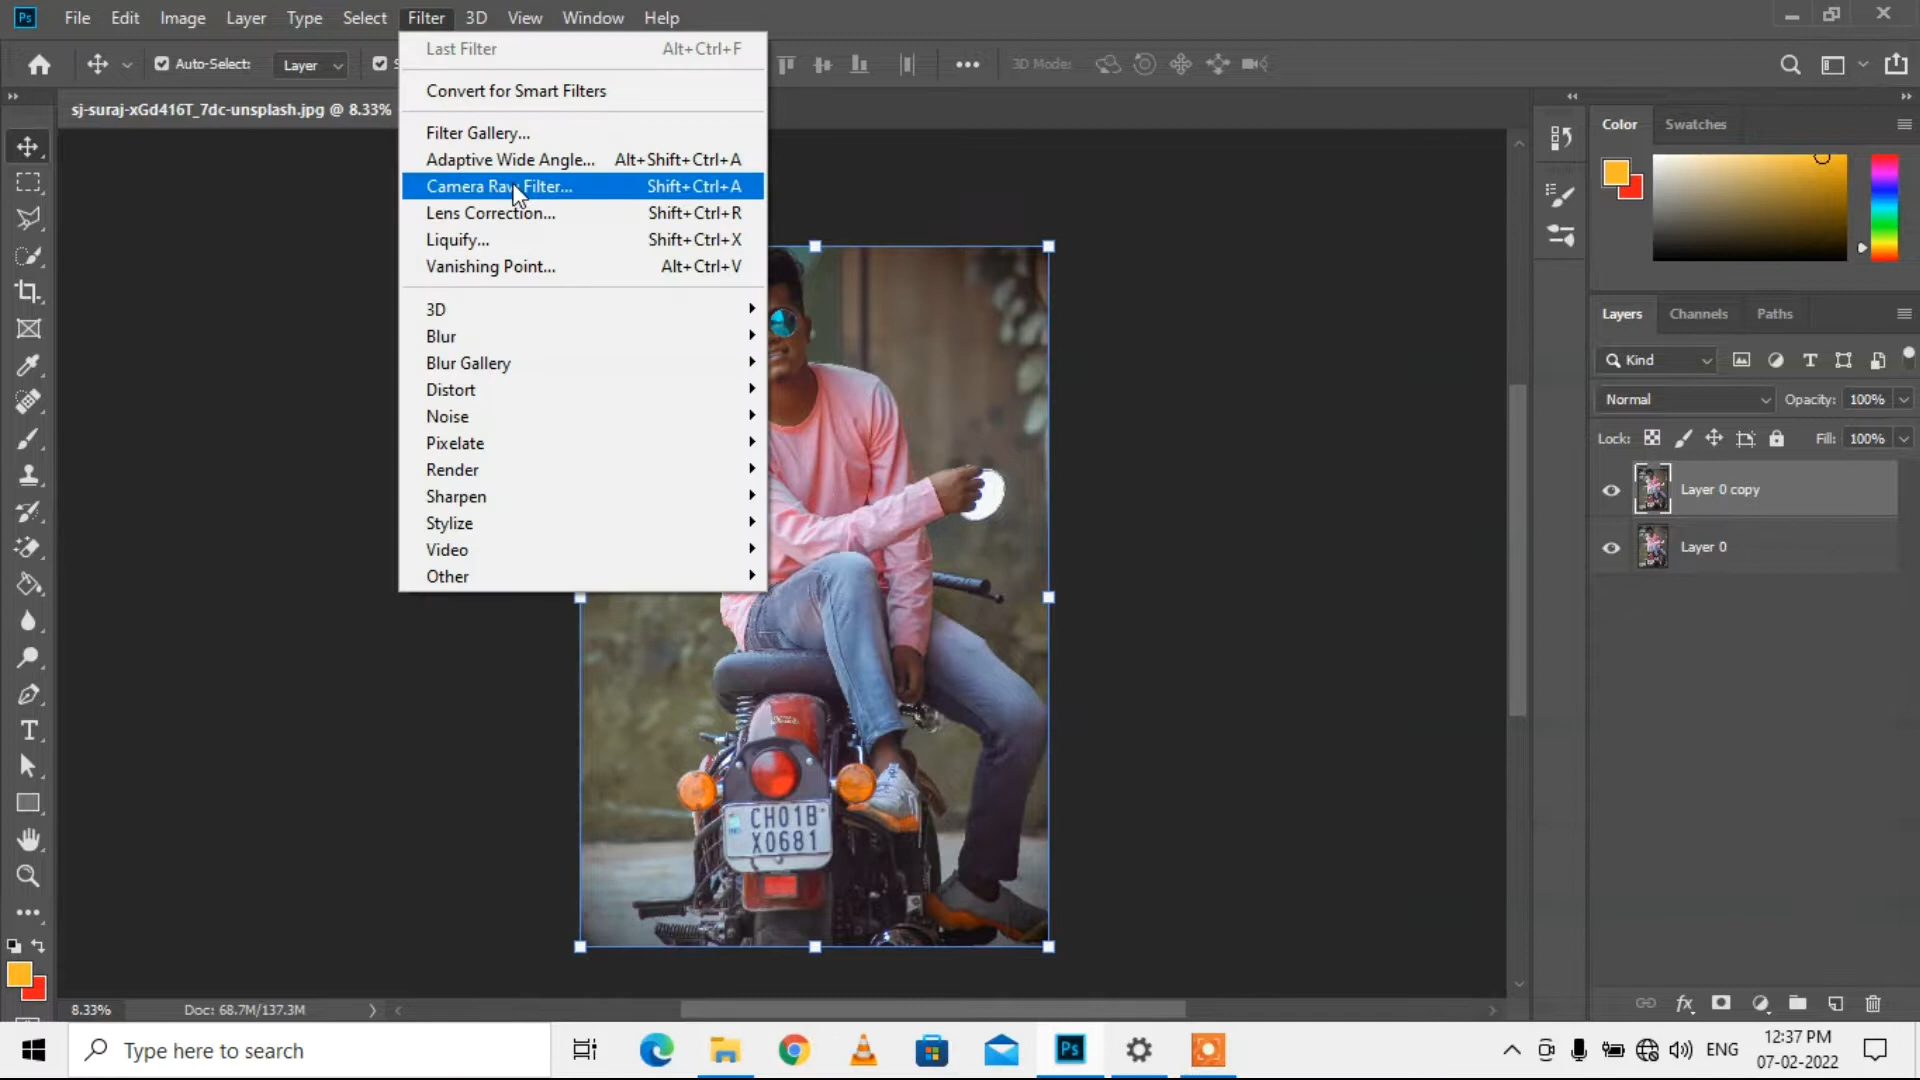 Ps File Edit Image Layer Type Select Filter 3D View Window Help
Auto-Select: Layer 3D Mode:
sj-suraj-xGd416T_7dc-unsplash.jpg @ 8.33%
Last Filter Alt+Ctrl+F
Convert for Smart Filters
Filter Gallery...
Adaptive Wide Angle... Alt+Shift+Ctrl+A
Camera Raw Filter... Shift+Ctrl+A
Lens Correction... Shift+Ctrl+R
Liquify... Shift+Ctrl+X
Vanishing Point... Alt+Ctrl+V
3D
Blur
Blur Gallery
Distort
Noise
Pixelate
Render
Sharpen
Stylize
Video
Other
Color Swatches
Layers Channels Paths
Kind
Normal Opacity: 100%
Lock: Fill: 100%
Layer 0 copy
Layer 0
CH01B
X0681
8.33% Doc: 68.7M/137.3M
Type here to search
Ps
ENG
12:37 PM
07-02-2022